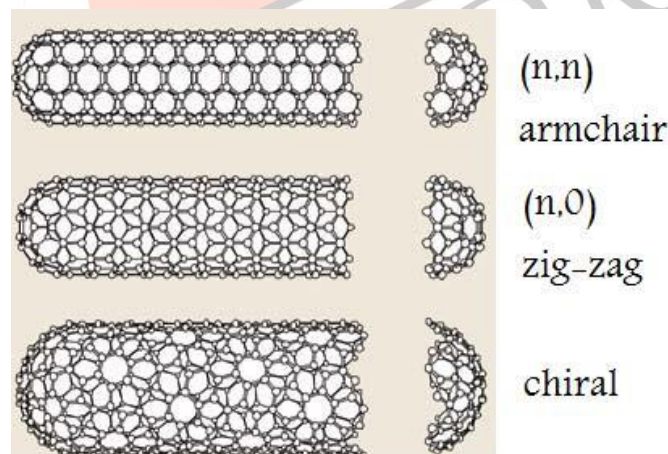 (n,n)
armchair
(n,0)
zig-zag
chiral